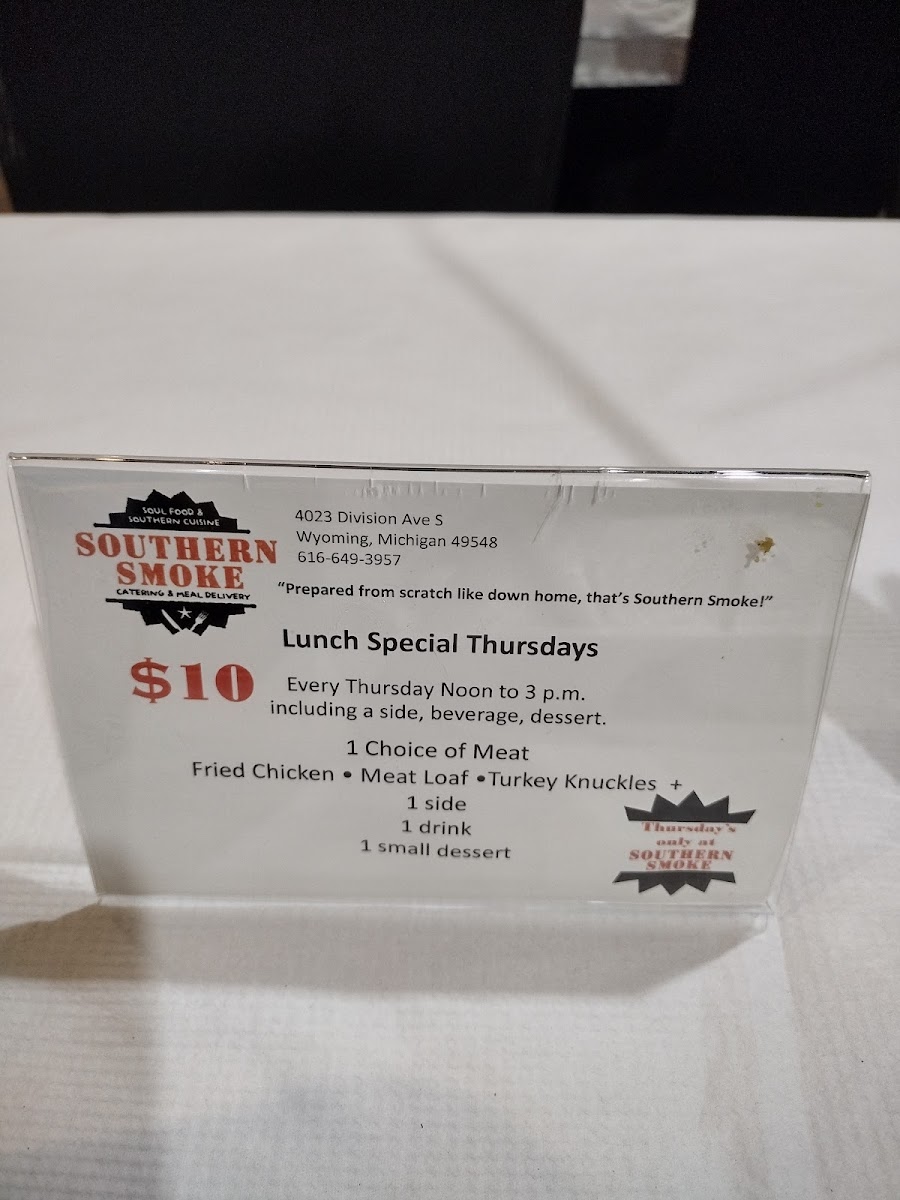 SOUL FOOD &
SOUTHERN CUISINE
SOUTHERN
SMOKE
CATERING & MEAL DELIVERY
4023 Division Ave S
Wyoming, Michigan 49548
616-649-3957
“Prepared from scratch like down home, that’s Southern Smoke!”
Lunch Special Thursdays
$10
Every Thursday Noon to 3 p.m.
including a side, beverage, dessert.
1 Choice of Meat
Fried Chicken • Meat Loaf •Turkey Knuckles +
1 side
1 drink
1 small dessert
Thursday's
only at
SOUTHERN
SMOKE